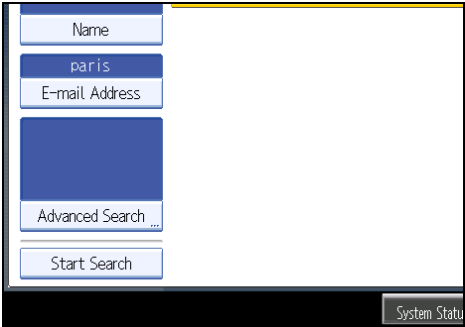 Name
paris
E-mail Address
Advanced Search ...
Start Search
System Statu